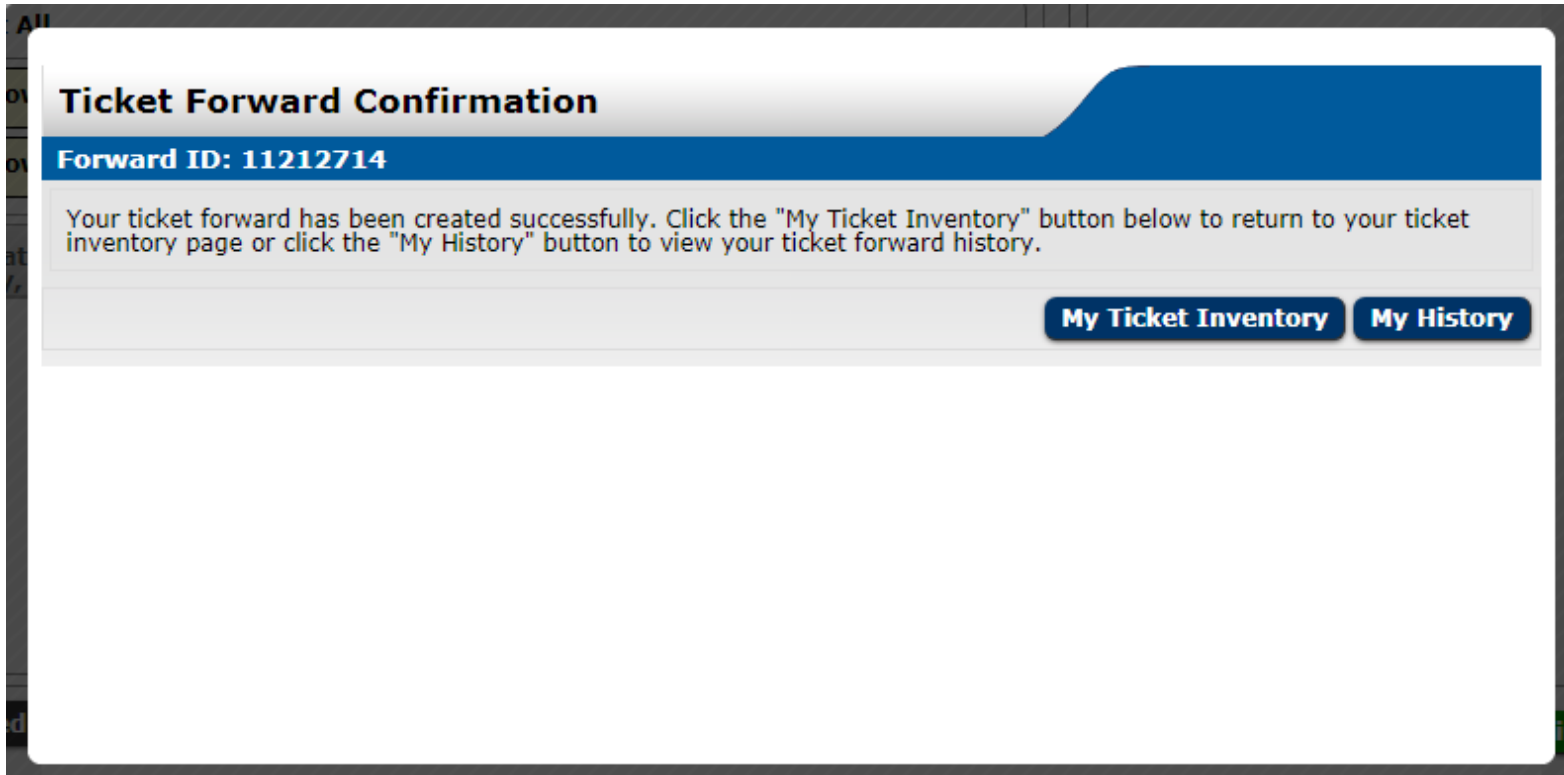 All
Ticket Forward Confirmation
Forward ID: 11212714
Your ticket forward has been created successfully. Click the "My Ticket Inventory" button below to return to your ticket
inventory page or click the "My History" button to view your ticket forward history.
My Ticket Inventory
My History